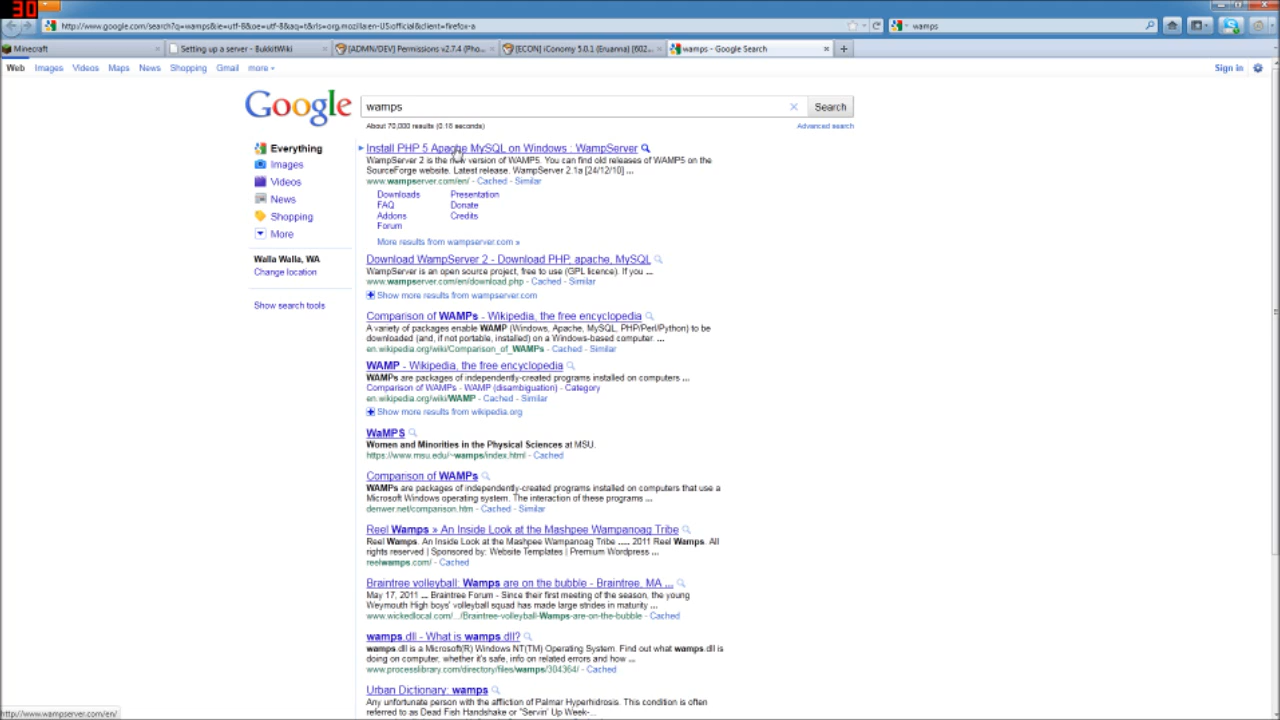 30
http://www.google.com/search?q=wamps&ie=utf-8&oe=utf-8&aq=t&rls=org.mozilla:en-US:official&client=firefox-a
wamps
Minecraft
Setting up a server - BukkitWiki
[ADMN/DEV] Permissions v2.7.4 (Pho...
[ECON] iConomy 5.0.1 (Eruanna) [602...
wamps - Google Search
Web Images Videos Maps News Shopping Gmail more
Sign in
Google
wamps
Search
About 70,000 results (0.16 seconds)
Advanced search
Everything
Images
Videos
News
Shopping
More
Walla Walla, WA
Change location
Show search tools
Install PHP 5 Apache MySQL on Windows : WampServer
WampServer 2 is the new version of WAMP5. You can find old releases of WAMP5 on the
SourceForge website. Latest release. WampServer 2.1a [24/12/10] ...
www.wampserver.com/en/ - Cached - Similar
Downloads Presentation
FAQ Donate
Addons Credits
Forum
More results from wampserver.com »
Download WampServer 2 - Download PHP, apache, MySQL
WampServer is an open source project, free to use (GPL licence). If you ...
www.wampserver.com/en/download.php - Cached - Similar
Show more results from wampserver.com
Comparison of WAMPs - Wikipedia, the free encyclopedia
A variety of packages enable WAMP (Windows, Apache, MySQL, PHP/Perl/Python) to be
downloaded (and, if not portable, installed) on a Windows-based computer. ...
en.wikipedia.org/wiki/Comparison_of_WAMPs - Cached - Similar
WAMP - Wikipedia, the free encyclopedia
WAMPs are packages of independently-created programs installed on computers ...
Comparison of WAMPs - WAMP (disambiguation) - Category
en.wikipedia.org/wiki/WAMP - Cached - Similar
Show more results from wikipedia.org
WaMPS
Women and Minorities in the Physical Sciences at MSU.
https://www.msu.edu/~wamps/index.html - Cached
Comparison of WAMPs
WAMPs are packages of independently-created programs installed on computers that use a
Microsoft Windows operating system. The interaction of these programs ...
denwer.net/comparison.htm - Cached - Similar
Reel Wamps » An Inside Look at the Mashpee Wampanoag Tribe
Reel Wamps. An Inside Look at the Mashpee Wampanoag Tribe ..... 2011 Reel Wamps. All
rights reserved | Sponsored by: Website Templates | Premium Wordpress ...
reelwamps.com/ - Cached
Braintree volleyball: Wamps are on the bubble - Braintree, MA ...
May 17, 2011 ... Braintree Forum - Since their first meeting of the season, the young
Weymouth High boys' volleyball squad has made large strides in maturity ...
www.wickedlocal.com/.../Braintree-volleyball-Wamps-are-on-the-bubble - Cached
wamps.dll - What is wamps.dll?
wamps.dll is a Microsoft(R) Windows NT(TM) Operating System. Find out what wamps.dll is
doing on computer, whether it's safe, info on related errors and how ...
www.processlibrary.com/directory/files/wamps/304364/ - Cached
Urban Dictionary: wamps
Any unfortunate person with the affliction of Palmar Hyperhidrosis. This condition is often
referred to as Dead Fish Handshake or "Servin' Up Week-...
http://www.wampserver.com/en/